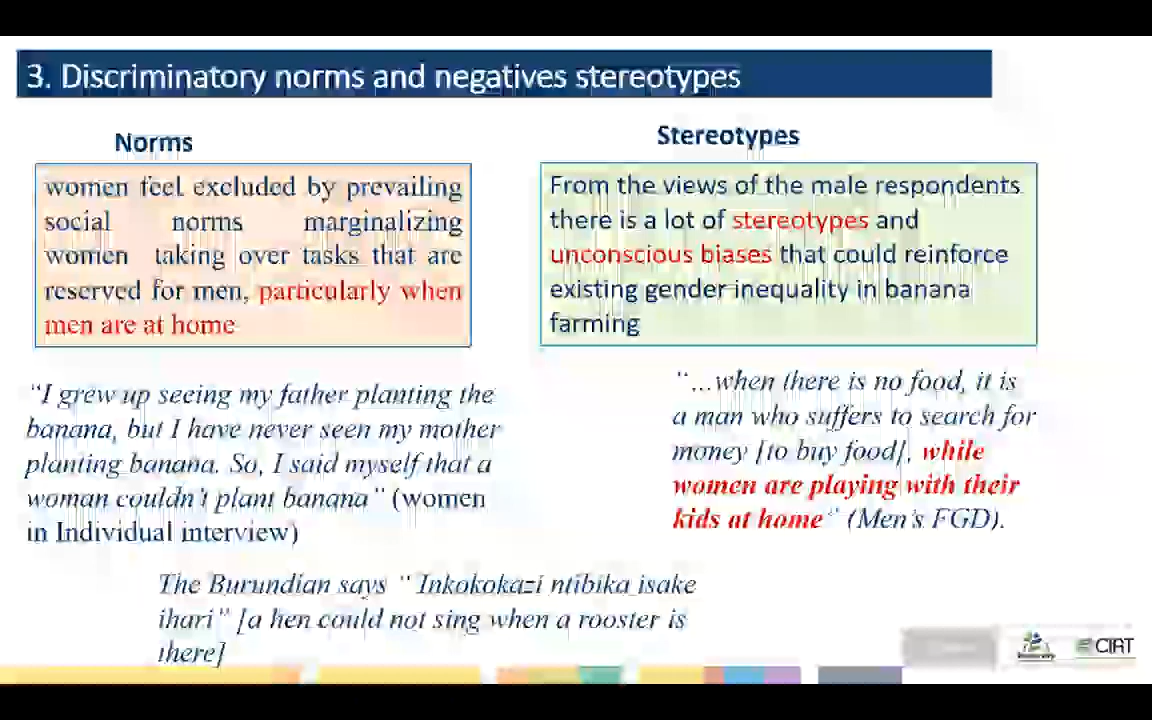 3. Discriminatory norms and negatives stereotypes
Norms
women feel excluded by prevailing
social norms marginalizing
women taking over tasks that are
reserved for men, particularly when
men are at home
"I grew up seeing my father planting the
banana, but I have never seen my mother
planting banana. So, I said myself that a
woman couldn't plant banana" (women
in Individual interview)
Stereotypes
From the views of the male respondents
there is a lot of stereotypes and
unconscious biases that could reinforce
existing gender inequality in banana
farming
"…when there is no food, it is
a man who suffers to search for
money [to buy food], while
women are playing with their
kids at home" (Men's FGD).
The Burundian says " Inkokokazi ntibika isake
ihari" [a hen could not sing when a rooster is
there]
CIAT